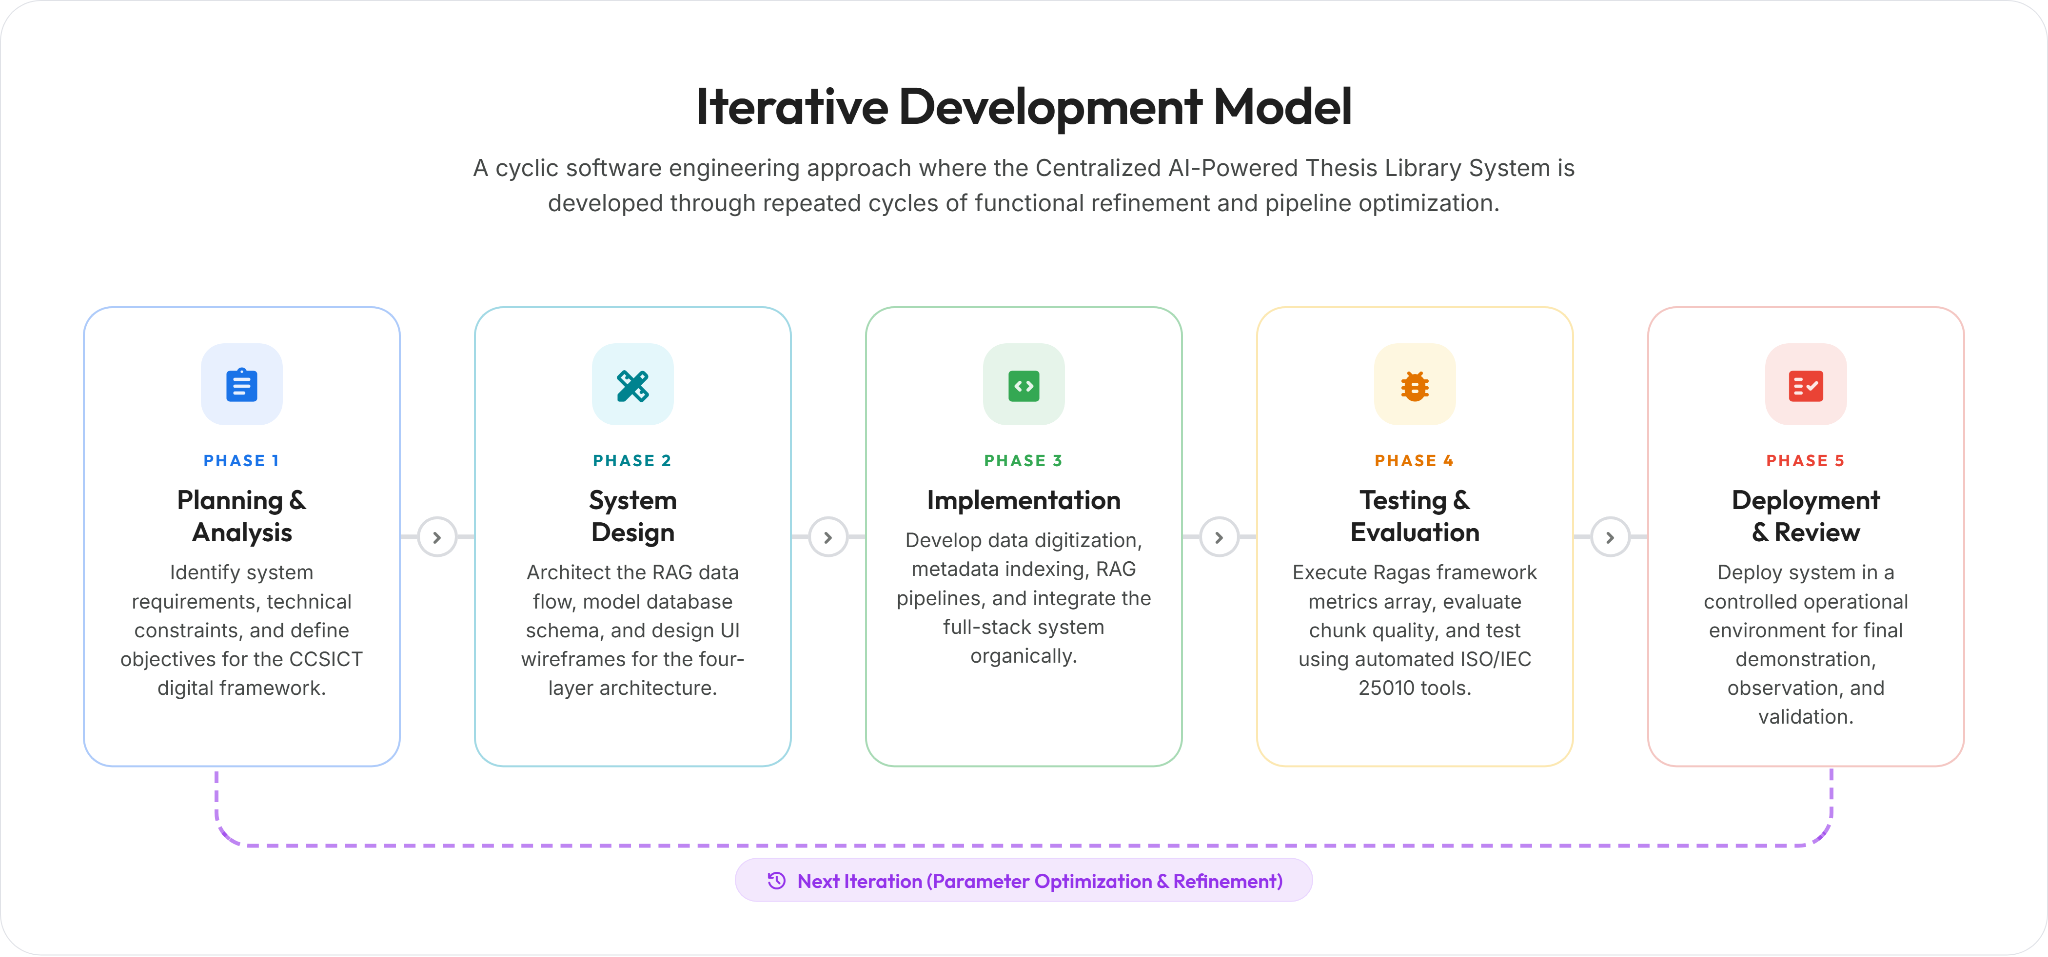 Iterative Development Model
A cyclic software engineering approach where the Centralized AI-Powered Thesis Library System is
developed through repeated cycles of functional refinement and pipeline optimization.
PHASE 1
Planning &
Analysis
Identify system
requirements, technical
constraints, and define
objectives for the CCSICT
digital framework.
PHASE 2
System
Design
Architect the RAG data
flow, model database
schema, and design UI
wireframes for the four-
layer architecture.
PHASE 3
Implementation
Develop data digitization,
metadata indexing, RAG
pipelines, and integrate the
full-stack system
organically.
PHASE 4
Testing &
Evaluation
Execute Ragas framework
metrics array, evaluate
chunk quality, and test
using automated ISO/IEC
25010 tools.
PHASE 5
Deployment
& Review
Deploy system in a
controlled operational
environment for final
demonstration,
observation, and
validation.
Next Iteration (Parameter Optimization & Refinement)